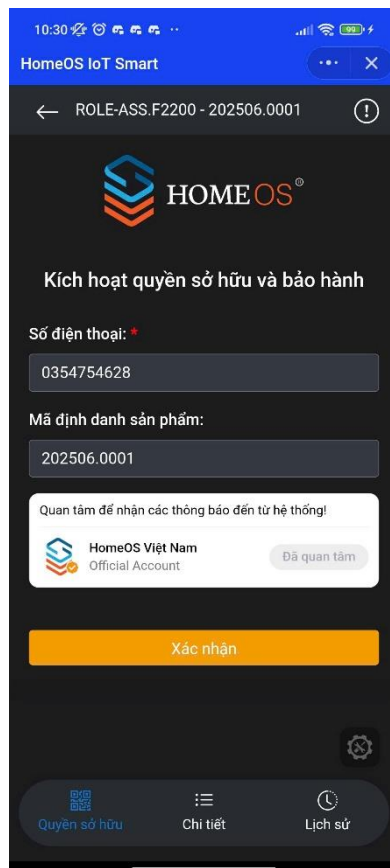 10:30
99
HomeOS IoT Smart
ROLE-ASS.F2200 - 202506.0001
HOMEOS®
Kích hoạt quyền sở hữu và bảo hành
Số điện thoại: *
0354754628
Mã định danh sản phẩm:
202506.0001
Quan tâm để nhận các thông báo đến từ hệ thống!
HomeOS Việt Nam
Official Account
Đã quan tâm
Xác nhận
Quyền sở hữu
Chi tiết
Lịch sử